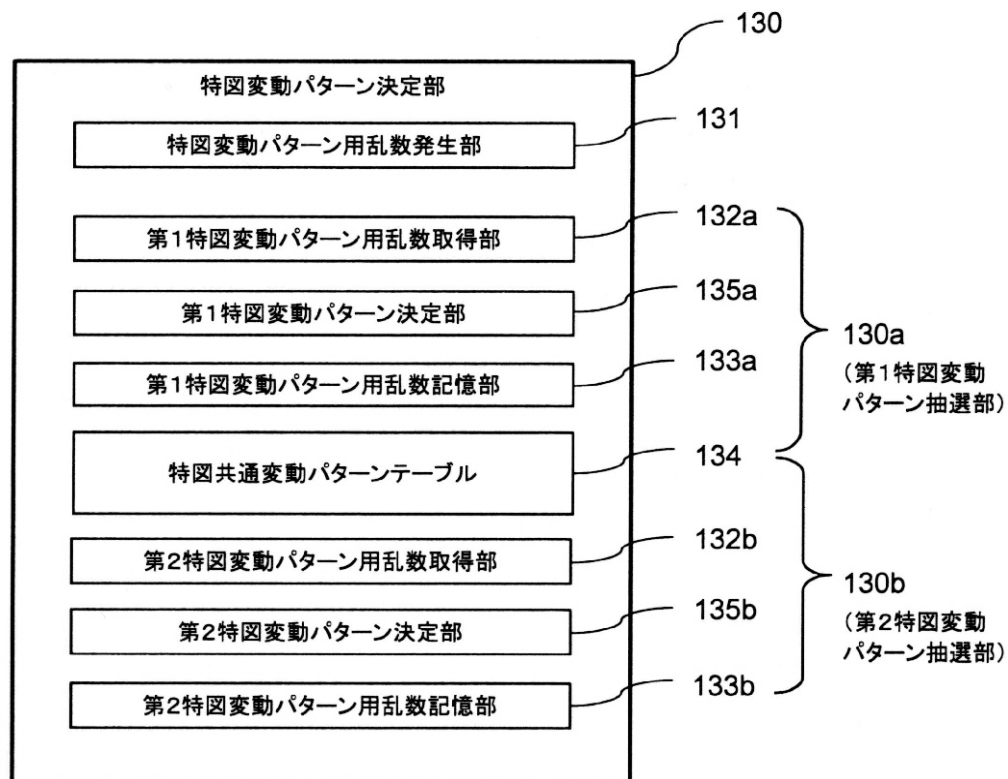 130
特図変動パターン決定部
特図変動パターン用乱数発生部
131
第1特図変動パターン用乱数取得部
132a
第1特図変動パターン決定部
135a
第1特図変動パターン用乱数記憶部
133a
130a
(第1特図変動
パターン抽選部)
特図共通変動パターンテーブル
134
第2特図変動パターン用乱数取得部
132b
第2特図変動パターン決定部
135b
第2特図変動パターン用乱数記憶部
133b
130b
(第2特図変動
パターン抽選部)